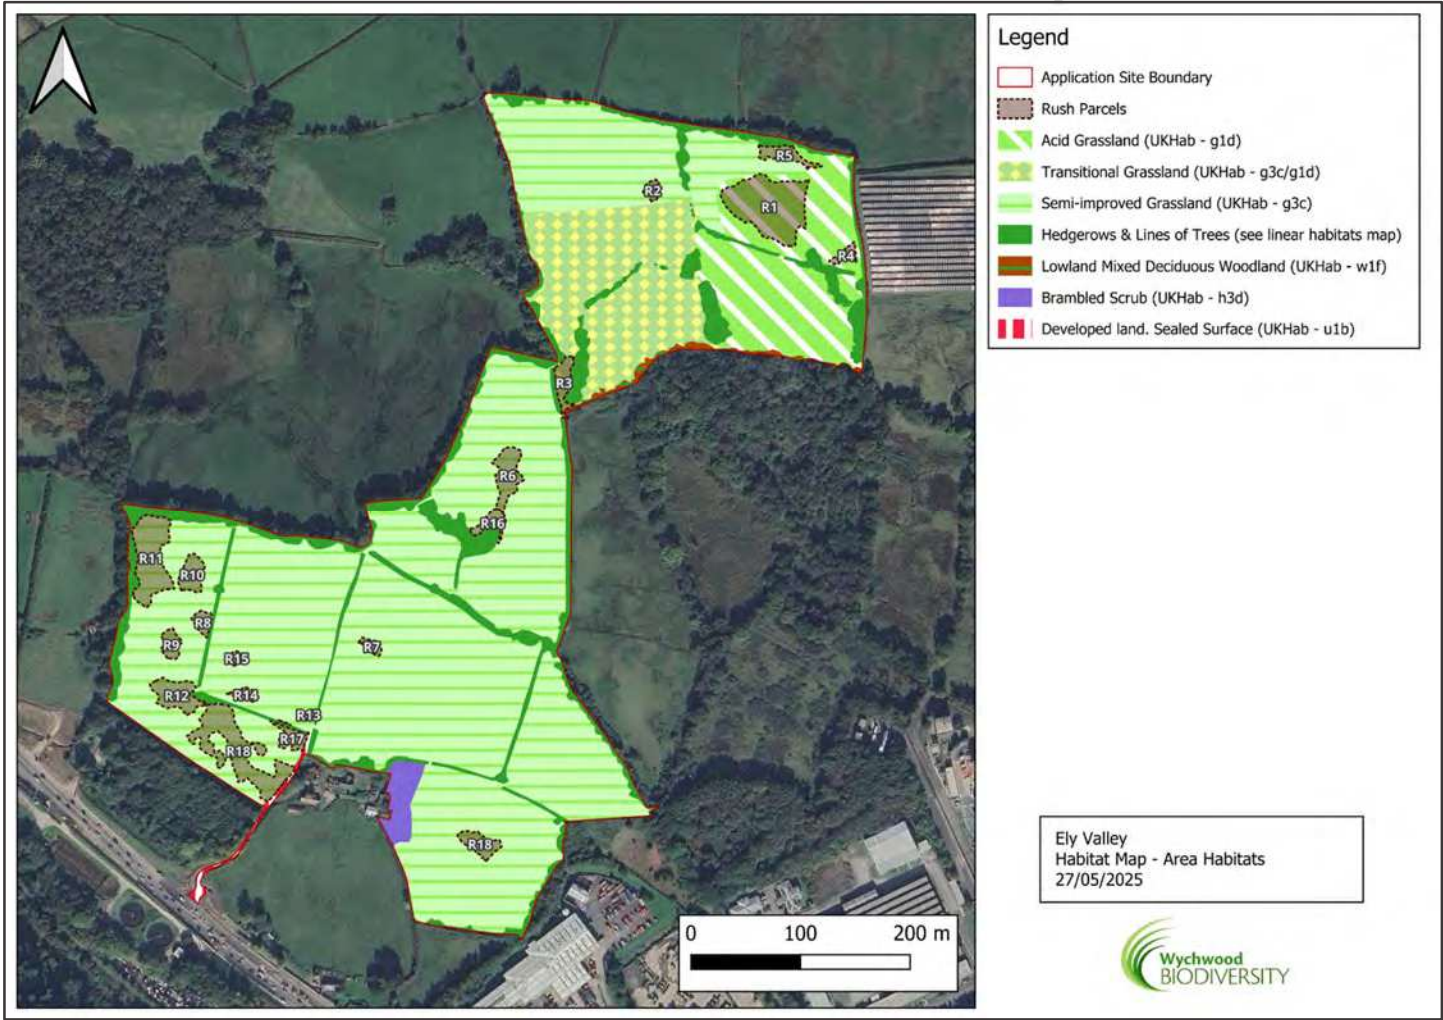 Legend
Application Site Boundary
Rush Parcels
Acid Grassland (UKHab - g1d)
Transitional Grassland (UKHab - g3c/g1d)
Semi-improved Grassland (UKHab - g3c)
Hedgerows & Lines of Trees (see linear habitats map)
Lowland Mixed Deciduous Woodland (UKHab - w1f)
Brambled Scrub (UKHab - h3d)
Developed land. Sealed Surface (UKHab - u1b)
R5
R2
R1
R4
R3
R6
R16
R11
R10
R8
R9
R7
R15
R12
R14
R13
R17
R18
R18
0 100 200 m
Ely Valley
Habitat Map - Area Habitats
27/05/2025
Wychwood
BIODIVERSITY